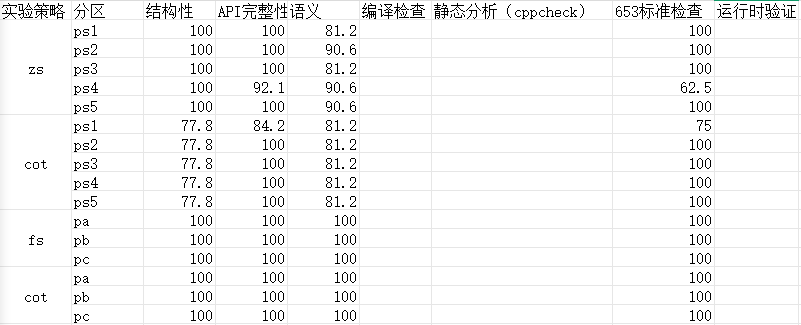 实验策略 分区 结构性 API完整性 语义 编译检查 静态分析（cppcheck） 653标准检查 运行时验证
ps1 100 100 81.2 100
ps2 100 100 90.6 100
zs ps3 100 100 81.2 100
ps4 100 92.1 90.6 62.5
ps5 100 100 90.6 100
ps1 77.8 84.2 81.2 75
ps2 77.8 100 81.2 100
cot ps3 77.8 100 81.2 100
ps4 77.8 100 81.2 100
ps5 77.8 100 81.2 100
pa 100 100 100 100
fs pb 100 100 100 100
pc 100 100 100 100
pa 100 100 100 100
cot pb 100 100 100 100
pc 100 100 100 100